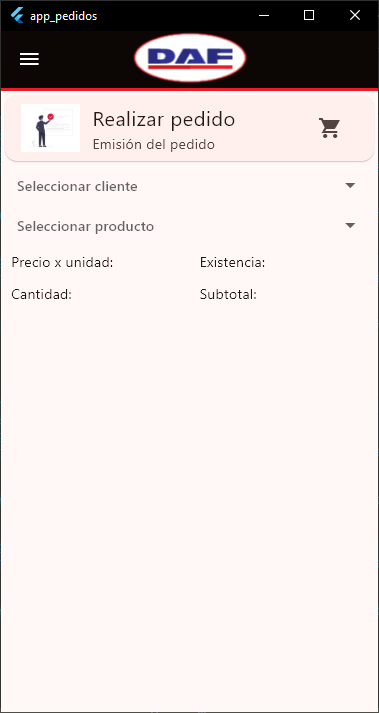 app_pedidos
DAF
Realizar pedido
Emisión del pedido
Seleccionar cliente
Seleccionar producto
Precio x unidad: Existencia:
Cantidad: Subtotal: